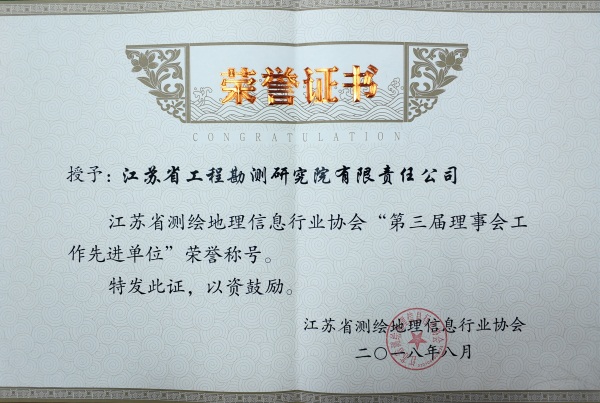 荣誉证书
CONGRATULATION
授予：江苏省工程勘测研究院有限责任公司
江苏省测绘地理信息行业协会“第三届理事会工
作先进单位”荣誉称号。
特发此证，以资鼓励。
江苏省测绘地理信息行业协会
二〇一八年八月